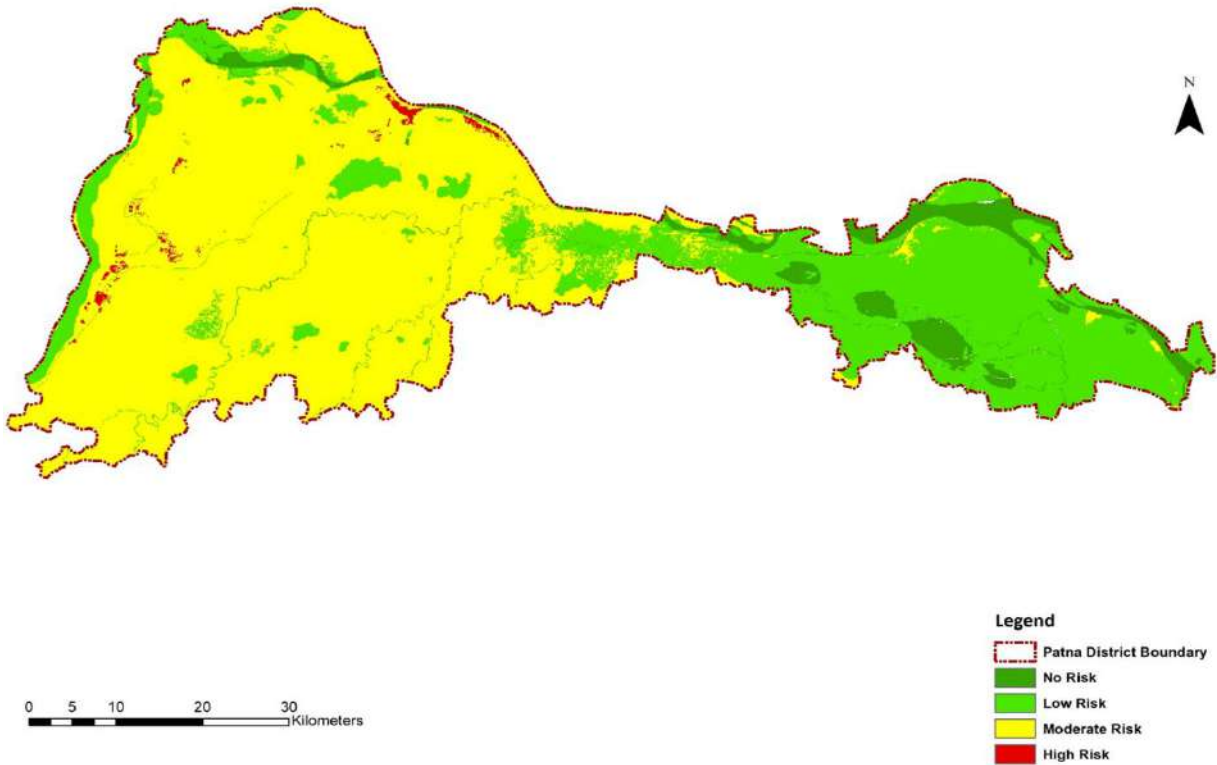 N
Legend
Patna District Boundary
No Risk
Low Risk
Moderate Risk
High Risk
0 5 10 20 30
Kilometers